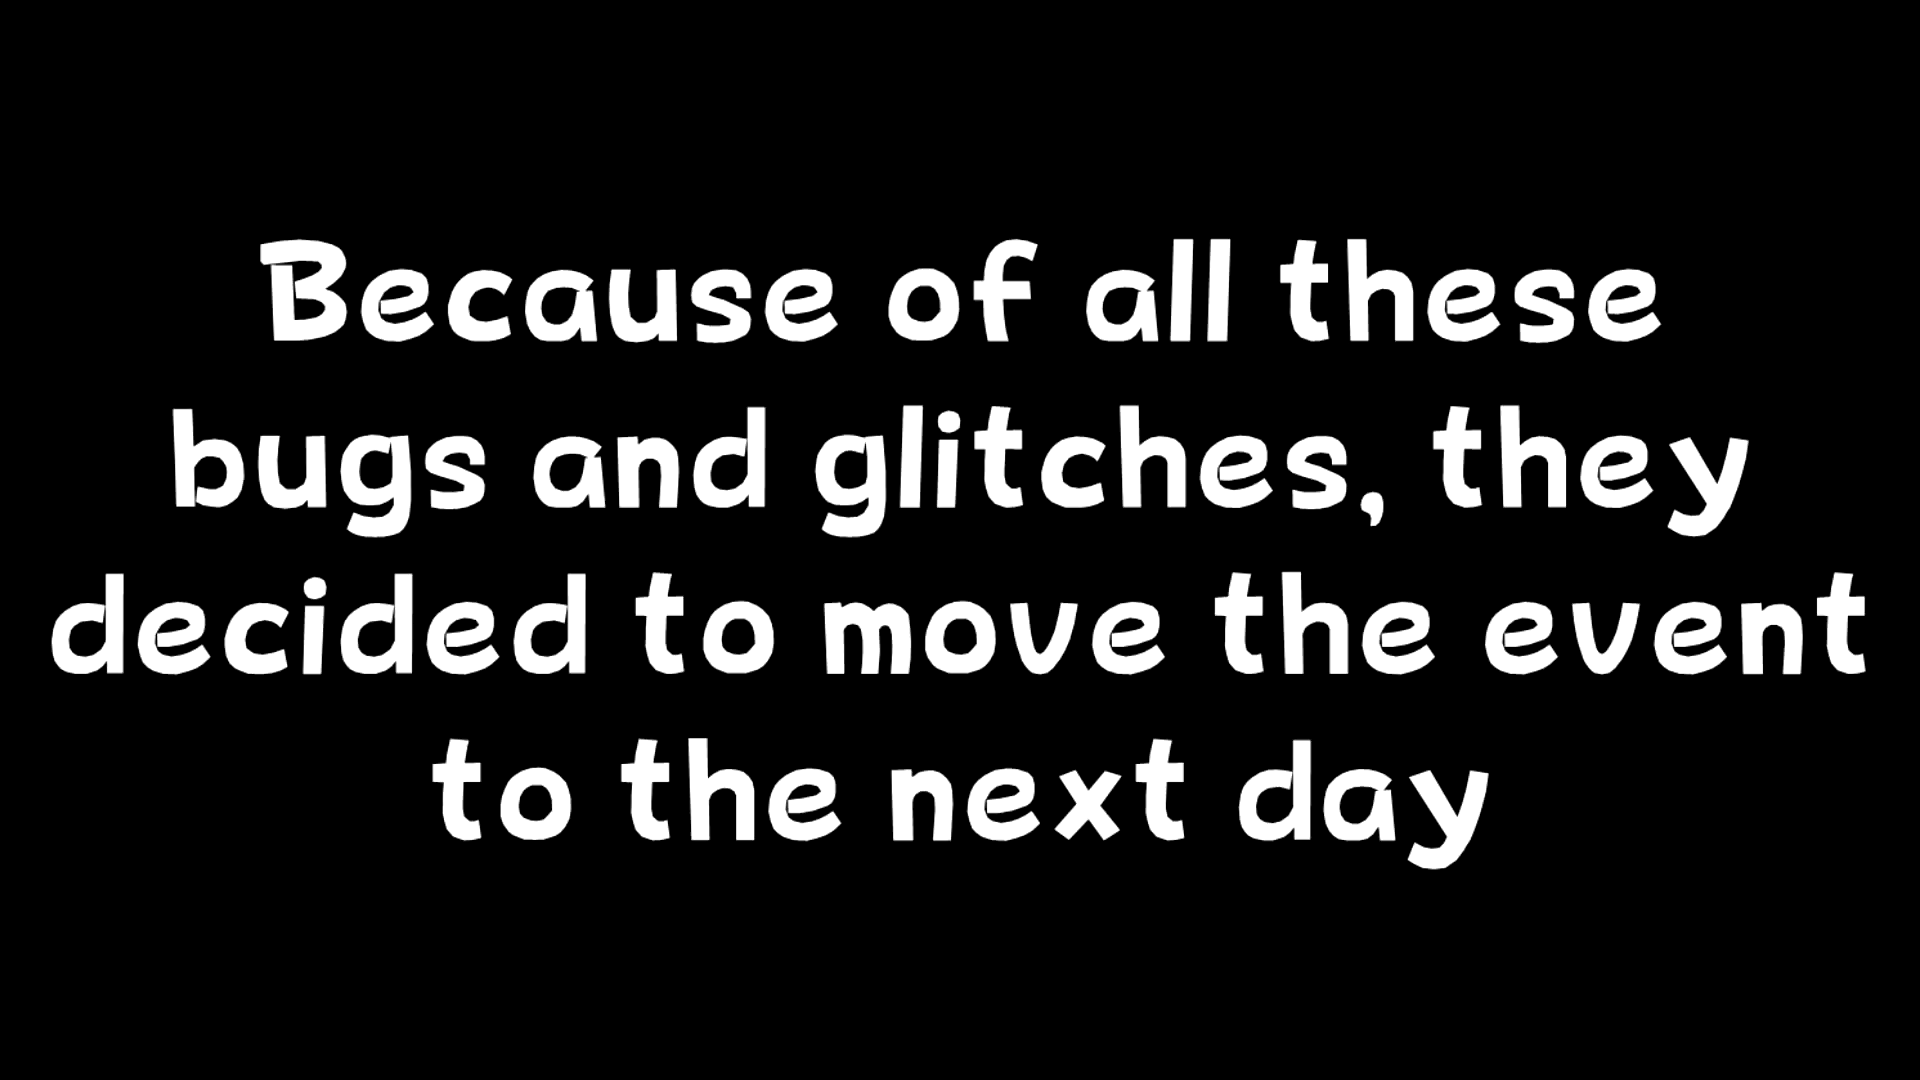 Because of all these
bugs and glitches, they
decided to move the event
to the next day